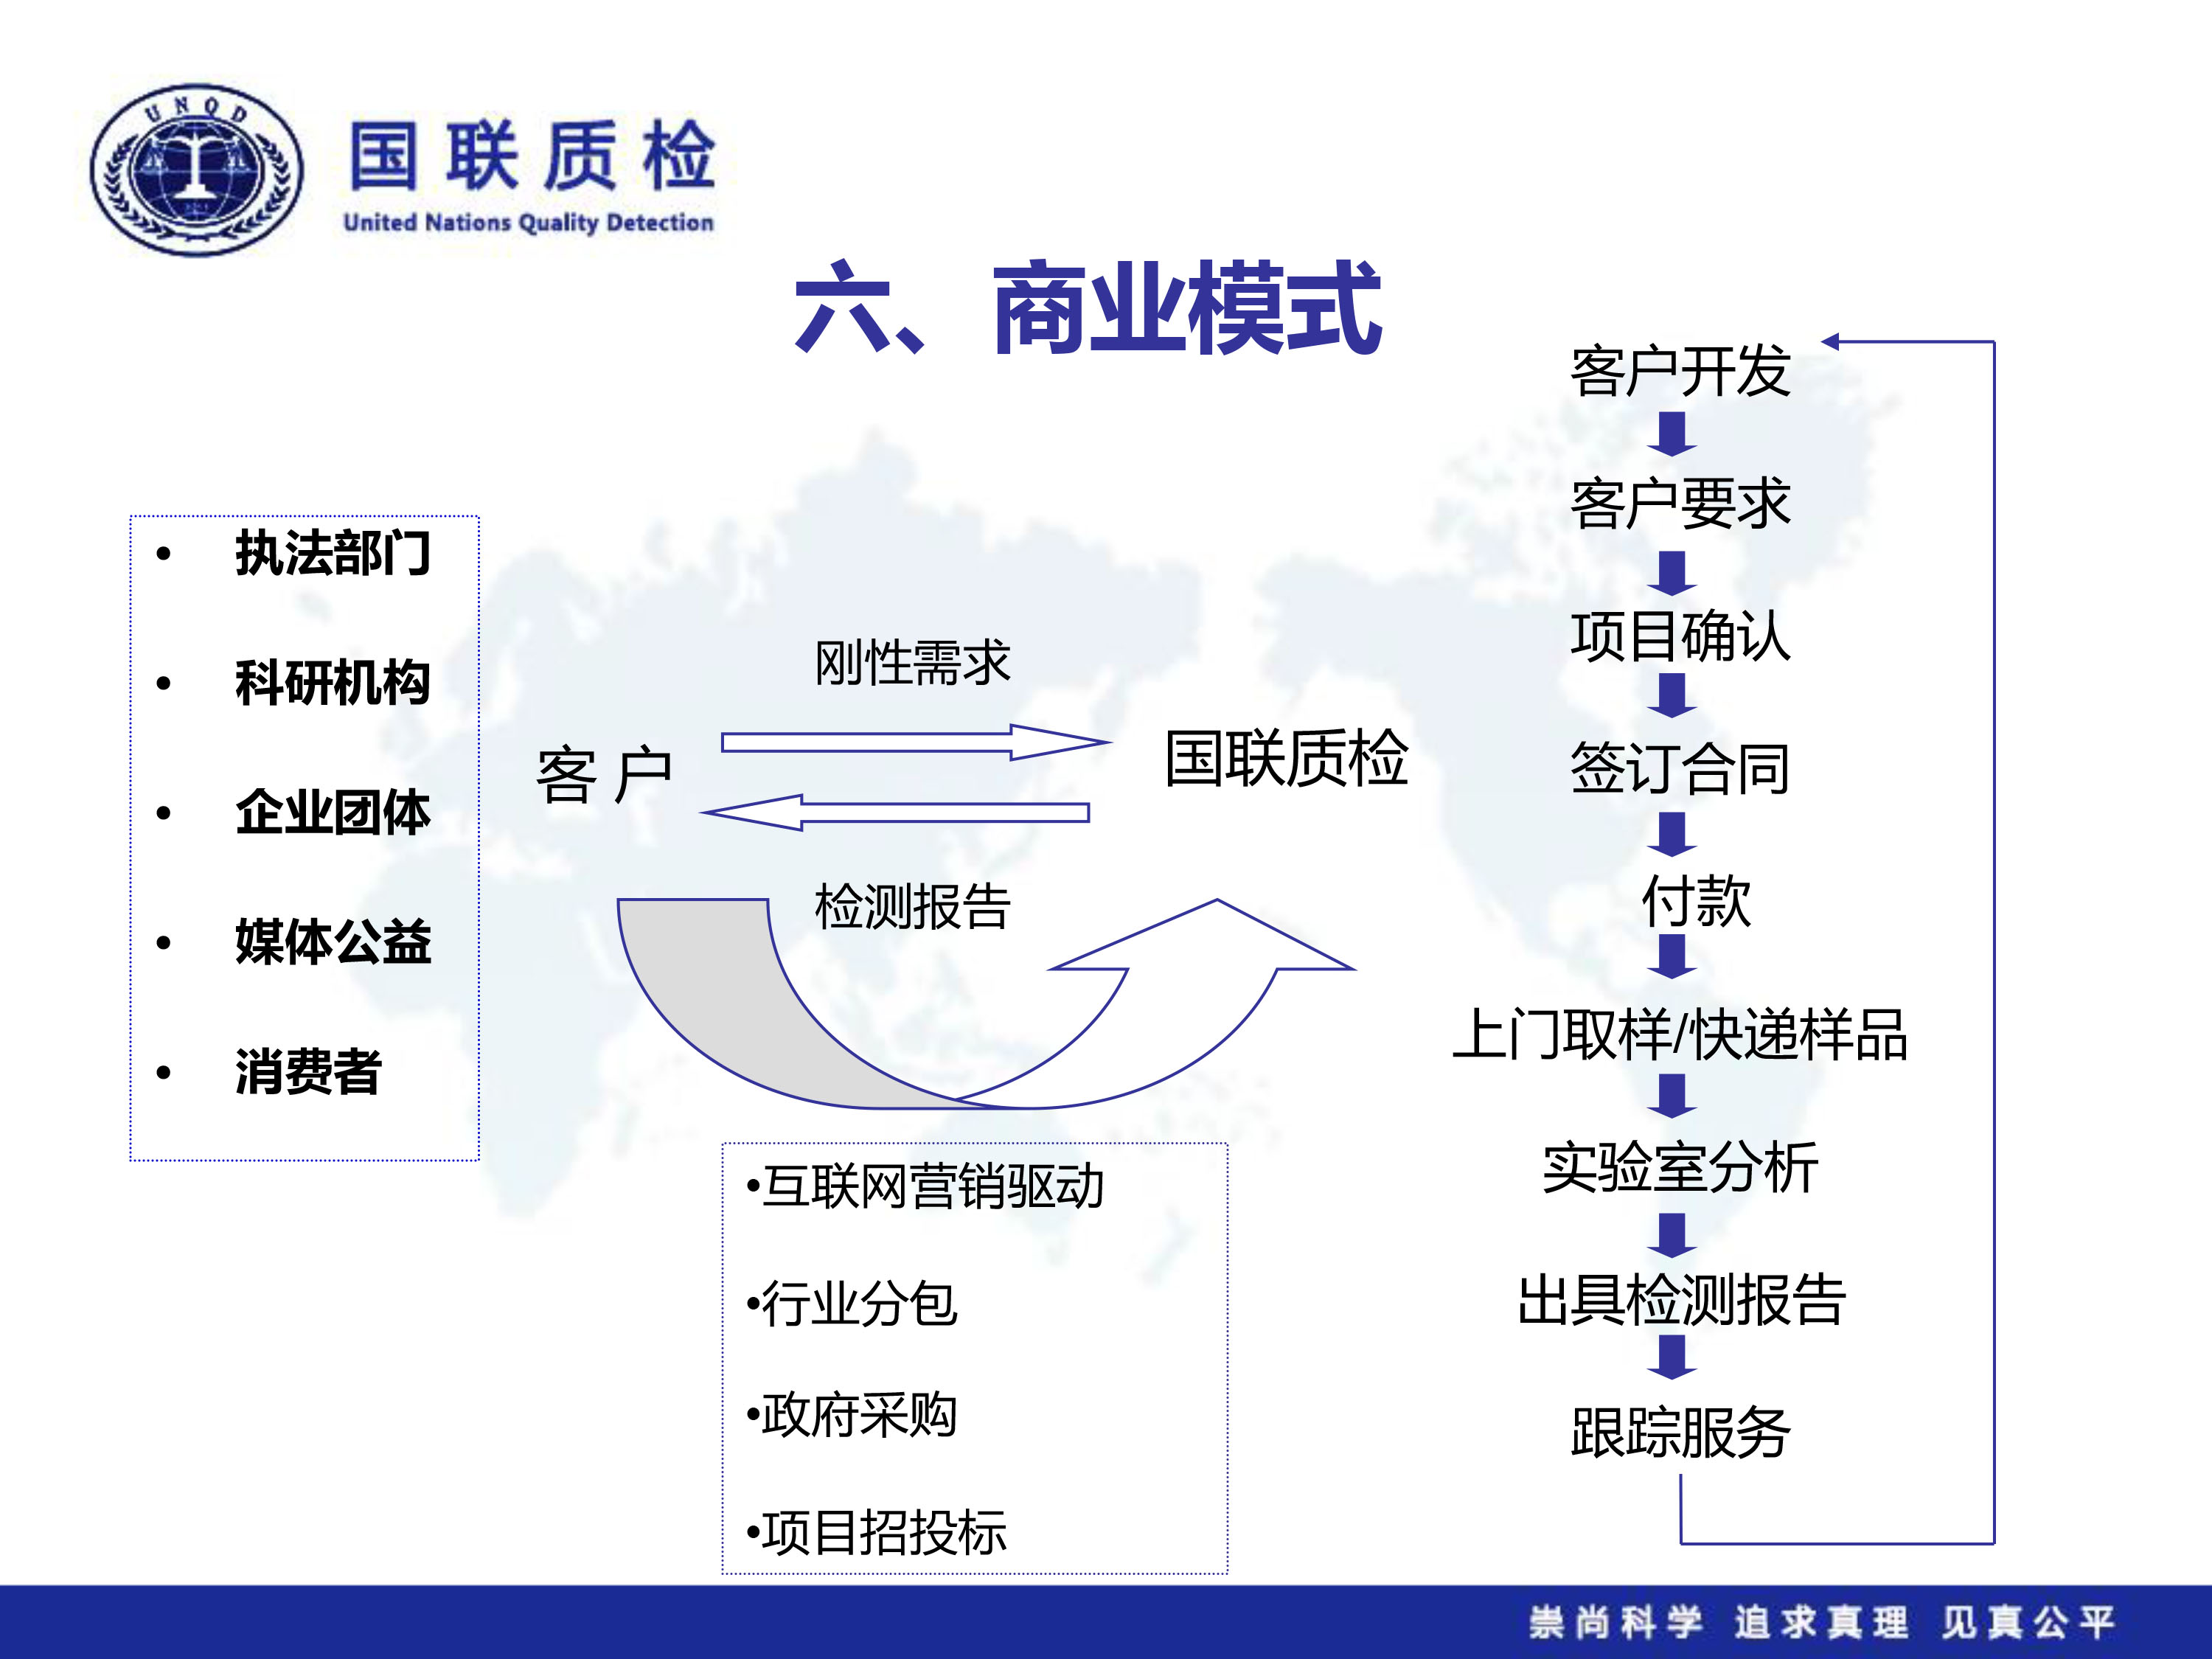 UNQD
国联质检
United Nations Quality Detection
六、商业模式
• 执法部门
• 科研机构
• 企业团体
• 媒体公益
• 消费者
客 户
刚性需求
检测报告
国联质检
•互联网营销驱动
•行业分包
•政府采购
•项目招投标
客户开发
客户要求
项目确认
签订合同
付款
上门取样/快递样品
实验室分析
出具检测报告
跟踪服务
崇尚科学 追求真理 见真公平